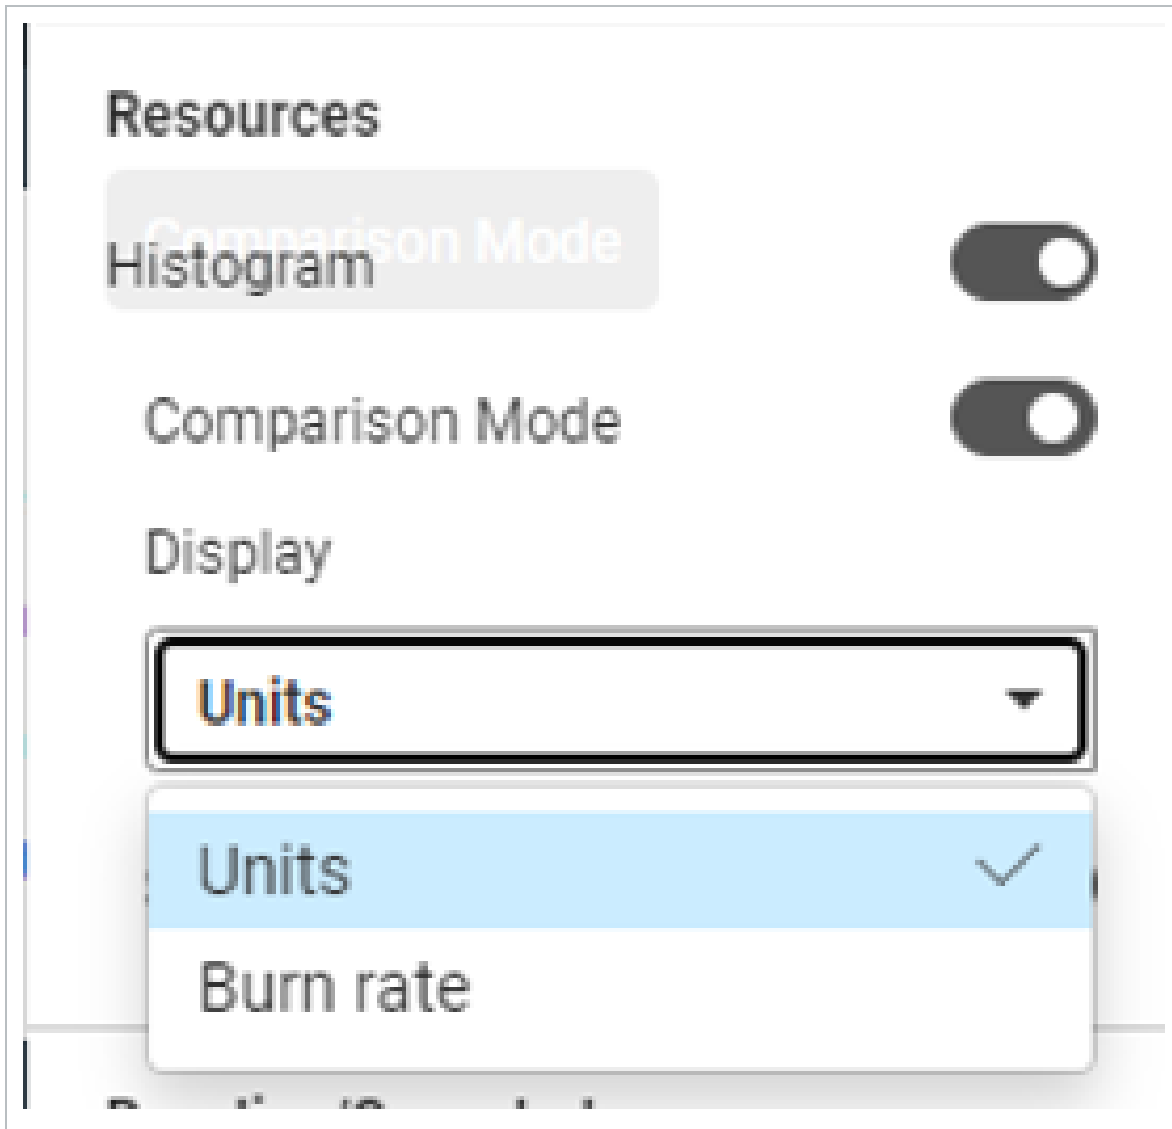 Resources
Comparison Mode
Histogram
Comparison Mode
Display
Units
Units
Burn rate